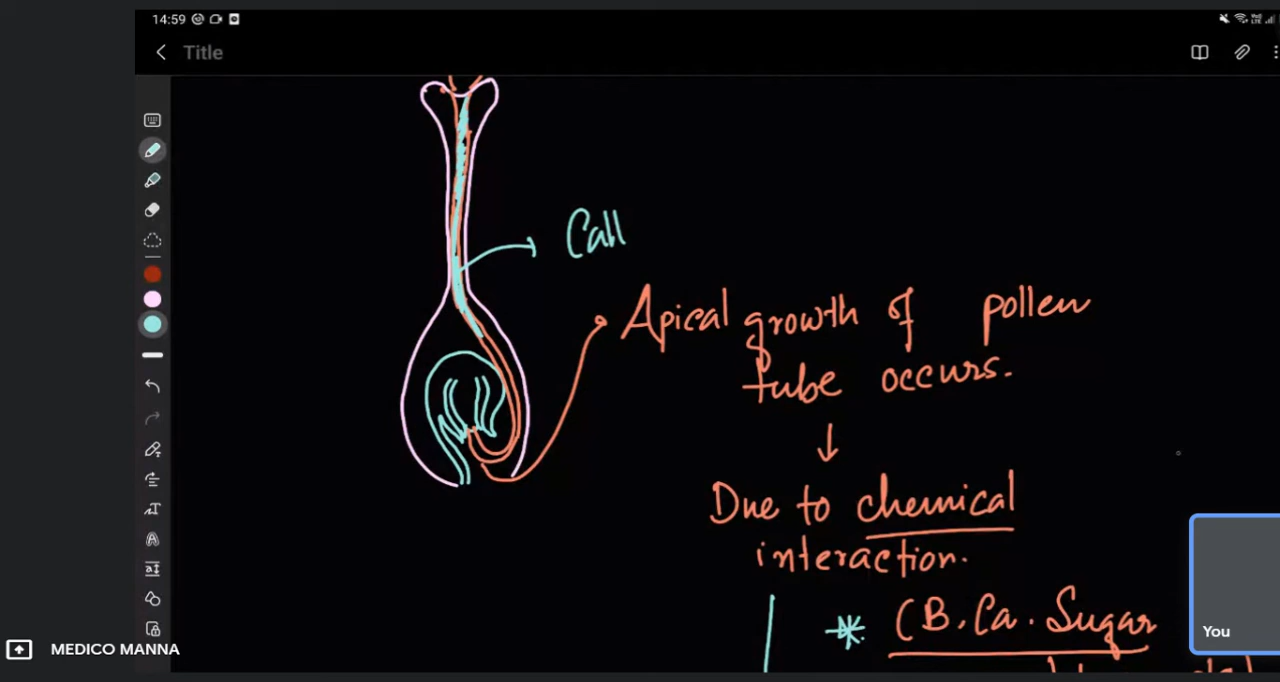 14:59
Title
Call
Apical growth of pollen
tube occurs.
↓
Due to chemical
interaction.
* (B. Ca. Sugar
You
MEDICO MANNA